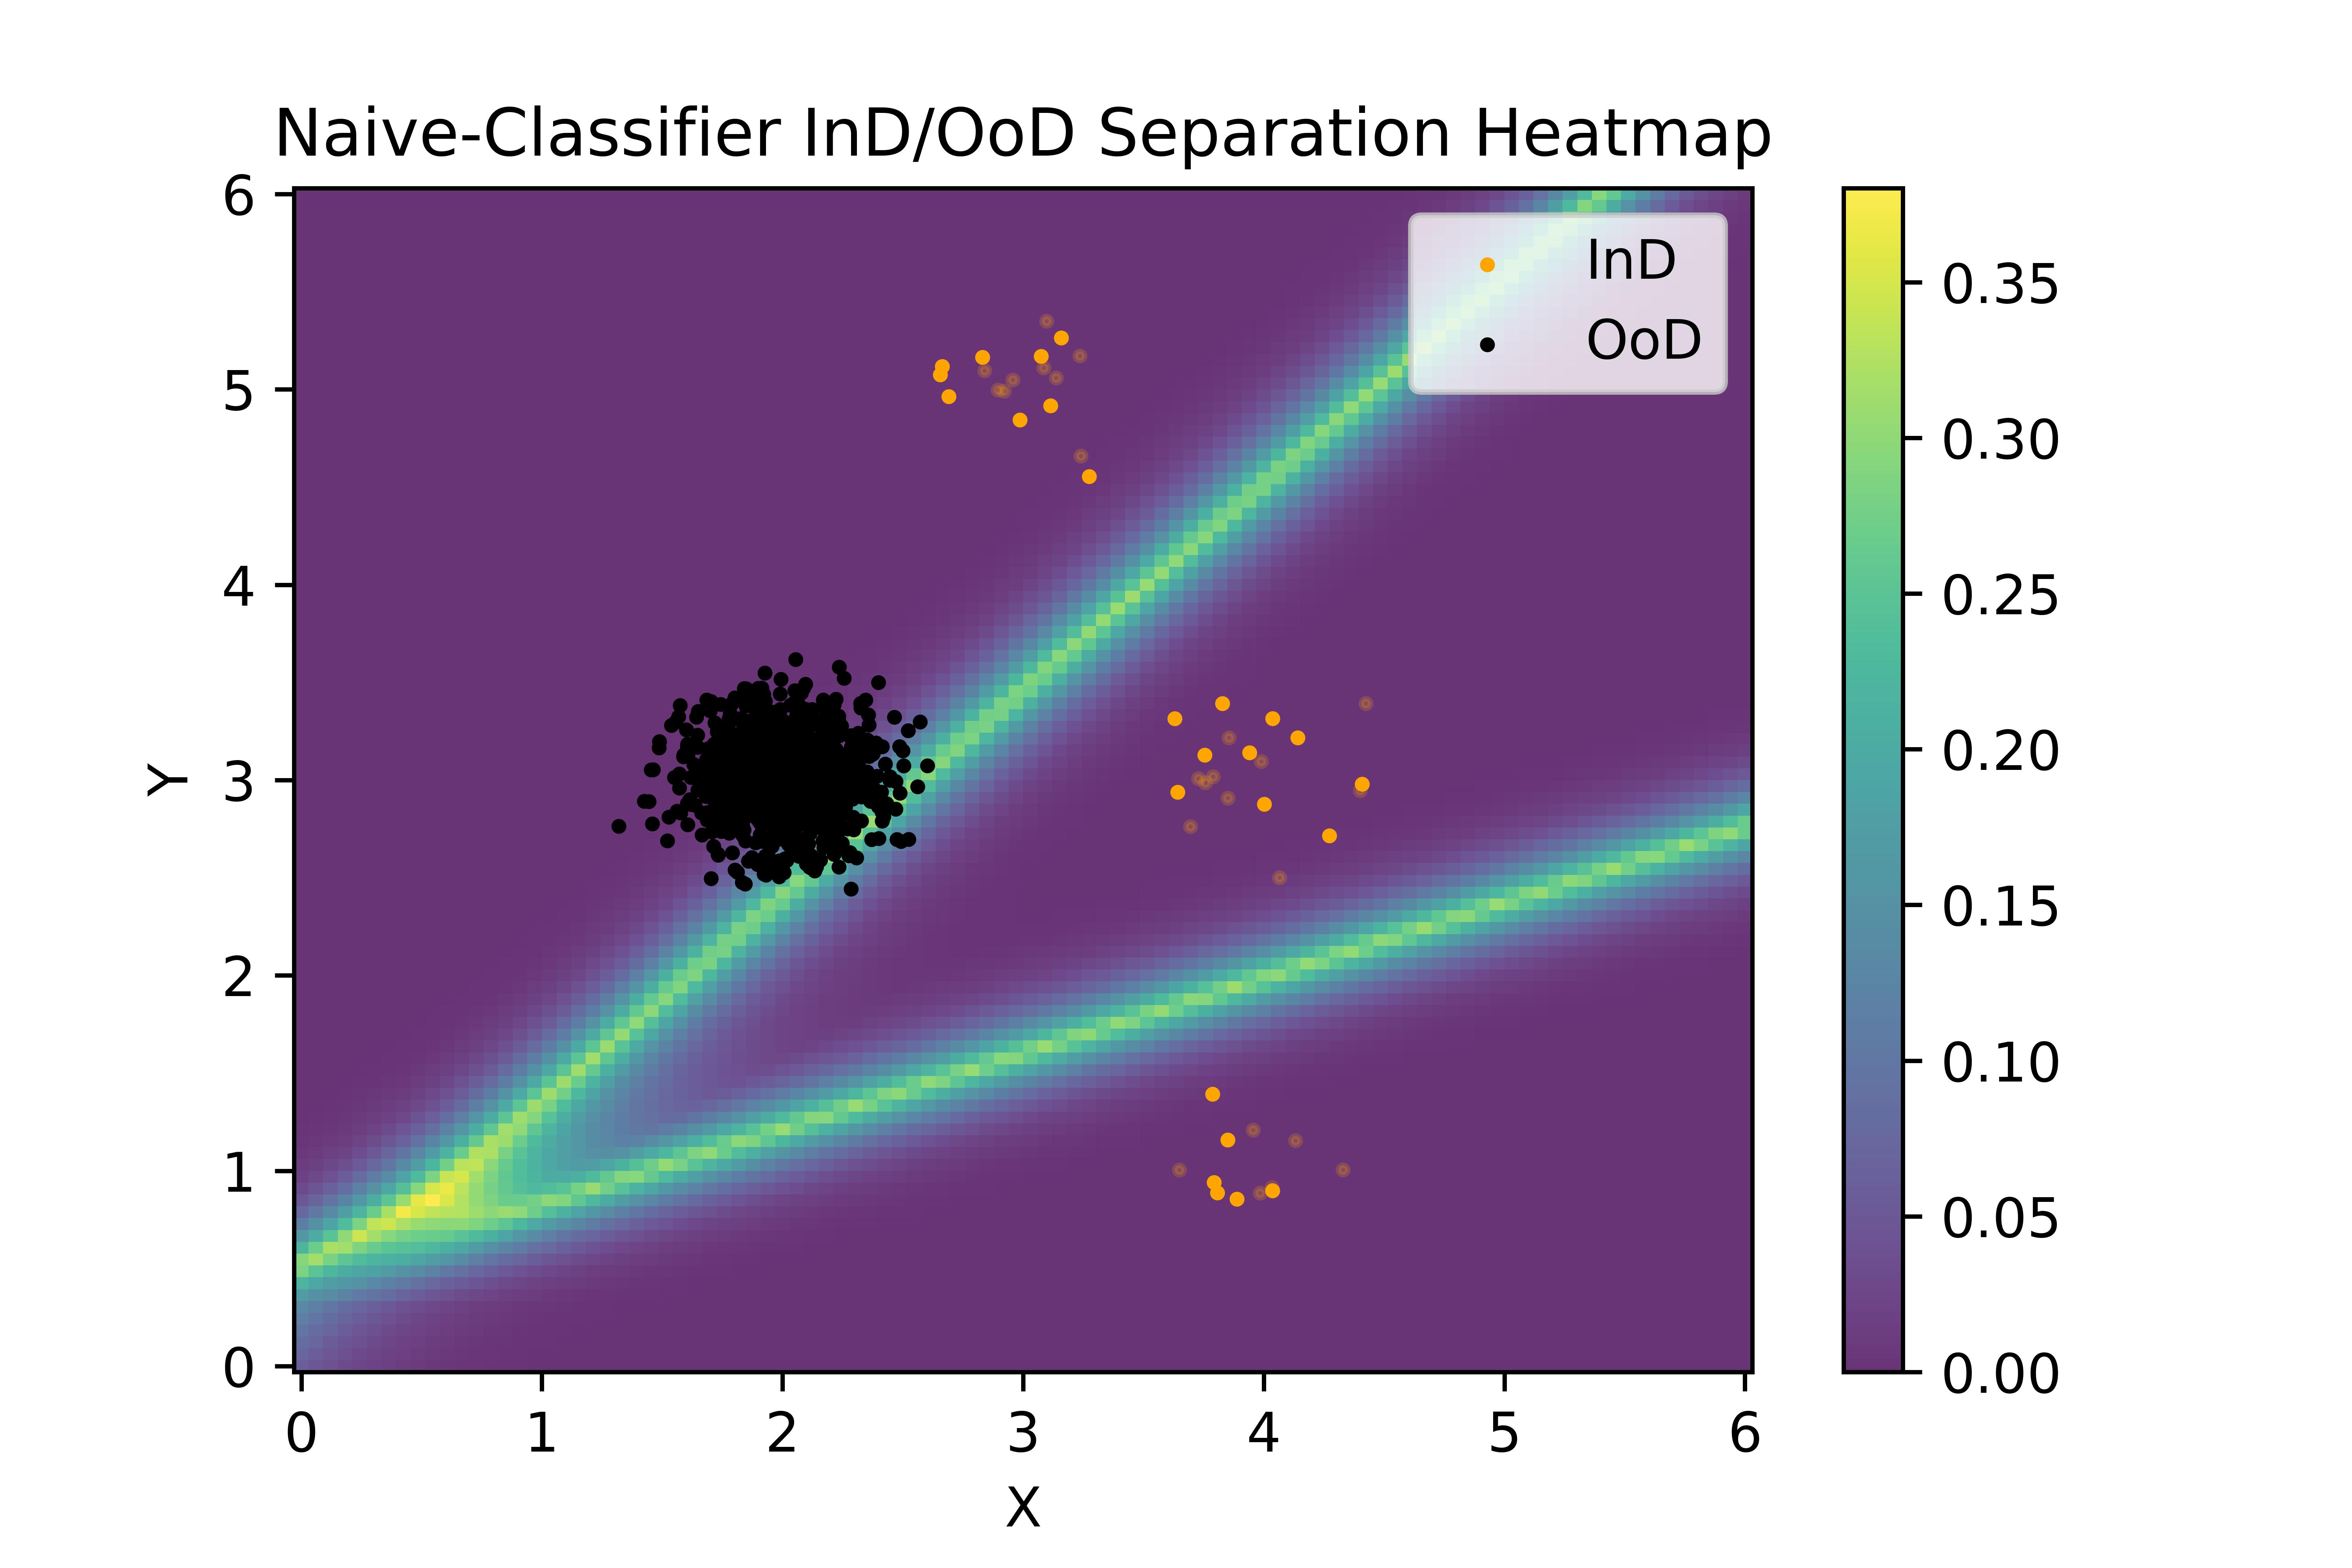 Naive-Classifier InD/OoD Separation Heatmap
6
5
4
3
2
1
0
Y
0 1 2 3 4 5 6
X
InD
OoD
0.35
0.30
0.25
0.20
0.15
0.10
0.05
0.00